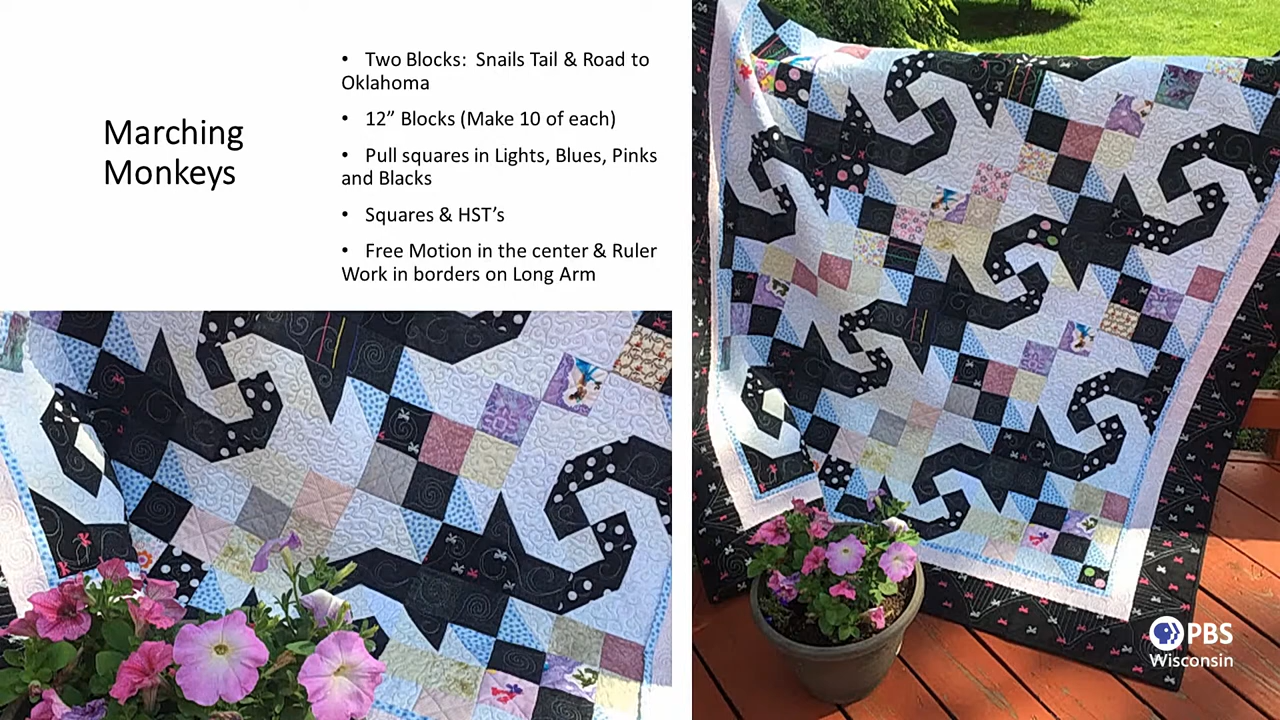 Marching
Monkeys
• Two Blocks: Snails Tail & Road to
Oklahoma
• 12” Blocks (Make 10 of each)
• Pull squares in Lights, Blues, Pinks
and Blacks
• Squares & HST’s
• Free Motion in the center & Ruler
Work in borders on Long Arm
PBS
Wisconsin